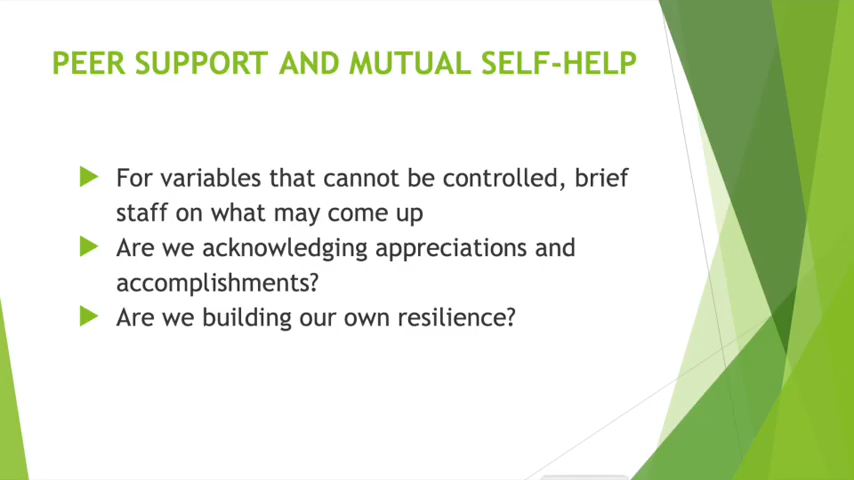 PEER SUPPORT AND MUTUAL SELF-HELP
For variables that cannot be controlled, brief
staff on what may come up
Are we acknowledging appreciations and
accomplishments?
Are we building our own resilience?